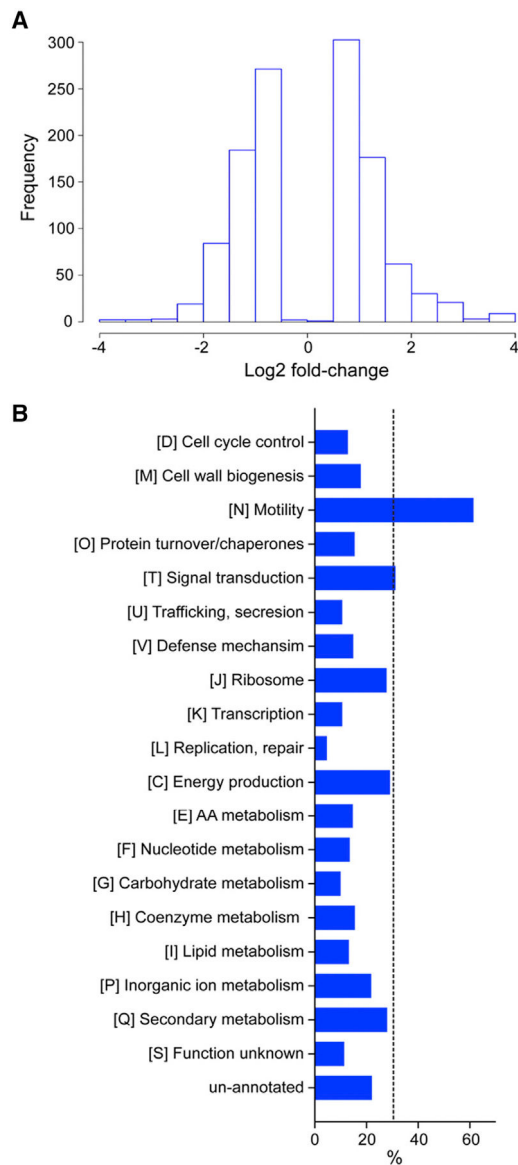 A
300
250
200
150
100
50
0
Frequency
-4 -2 0 2 4
Log2 fold-change
B
[D] Cell cycle control
[M] Cell wall biogenesis
[N] Motility
[O] Protein turnover/chaperones
[T] Signal transduction
[U] Trafficking, secresion
[V] Defense mechansim
[J] Ribosome
[K] Transcription
[L] Replication, repair
[C] Energy production
[E] AA metabolism
[F] Nucleotide metabolism
[G] Carbohydrate metabolism
[H] Coenzyme metabolism
[I] Lipid metabolism
[P] Inorganic ion metabolism
[Q] Secondary metabolism
[S] Function unknown
un-annotated
0 20 40 60
%